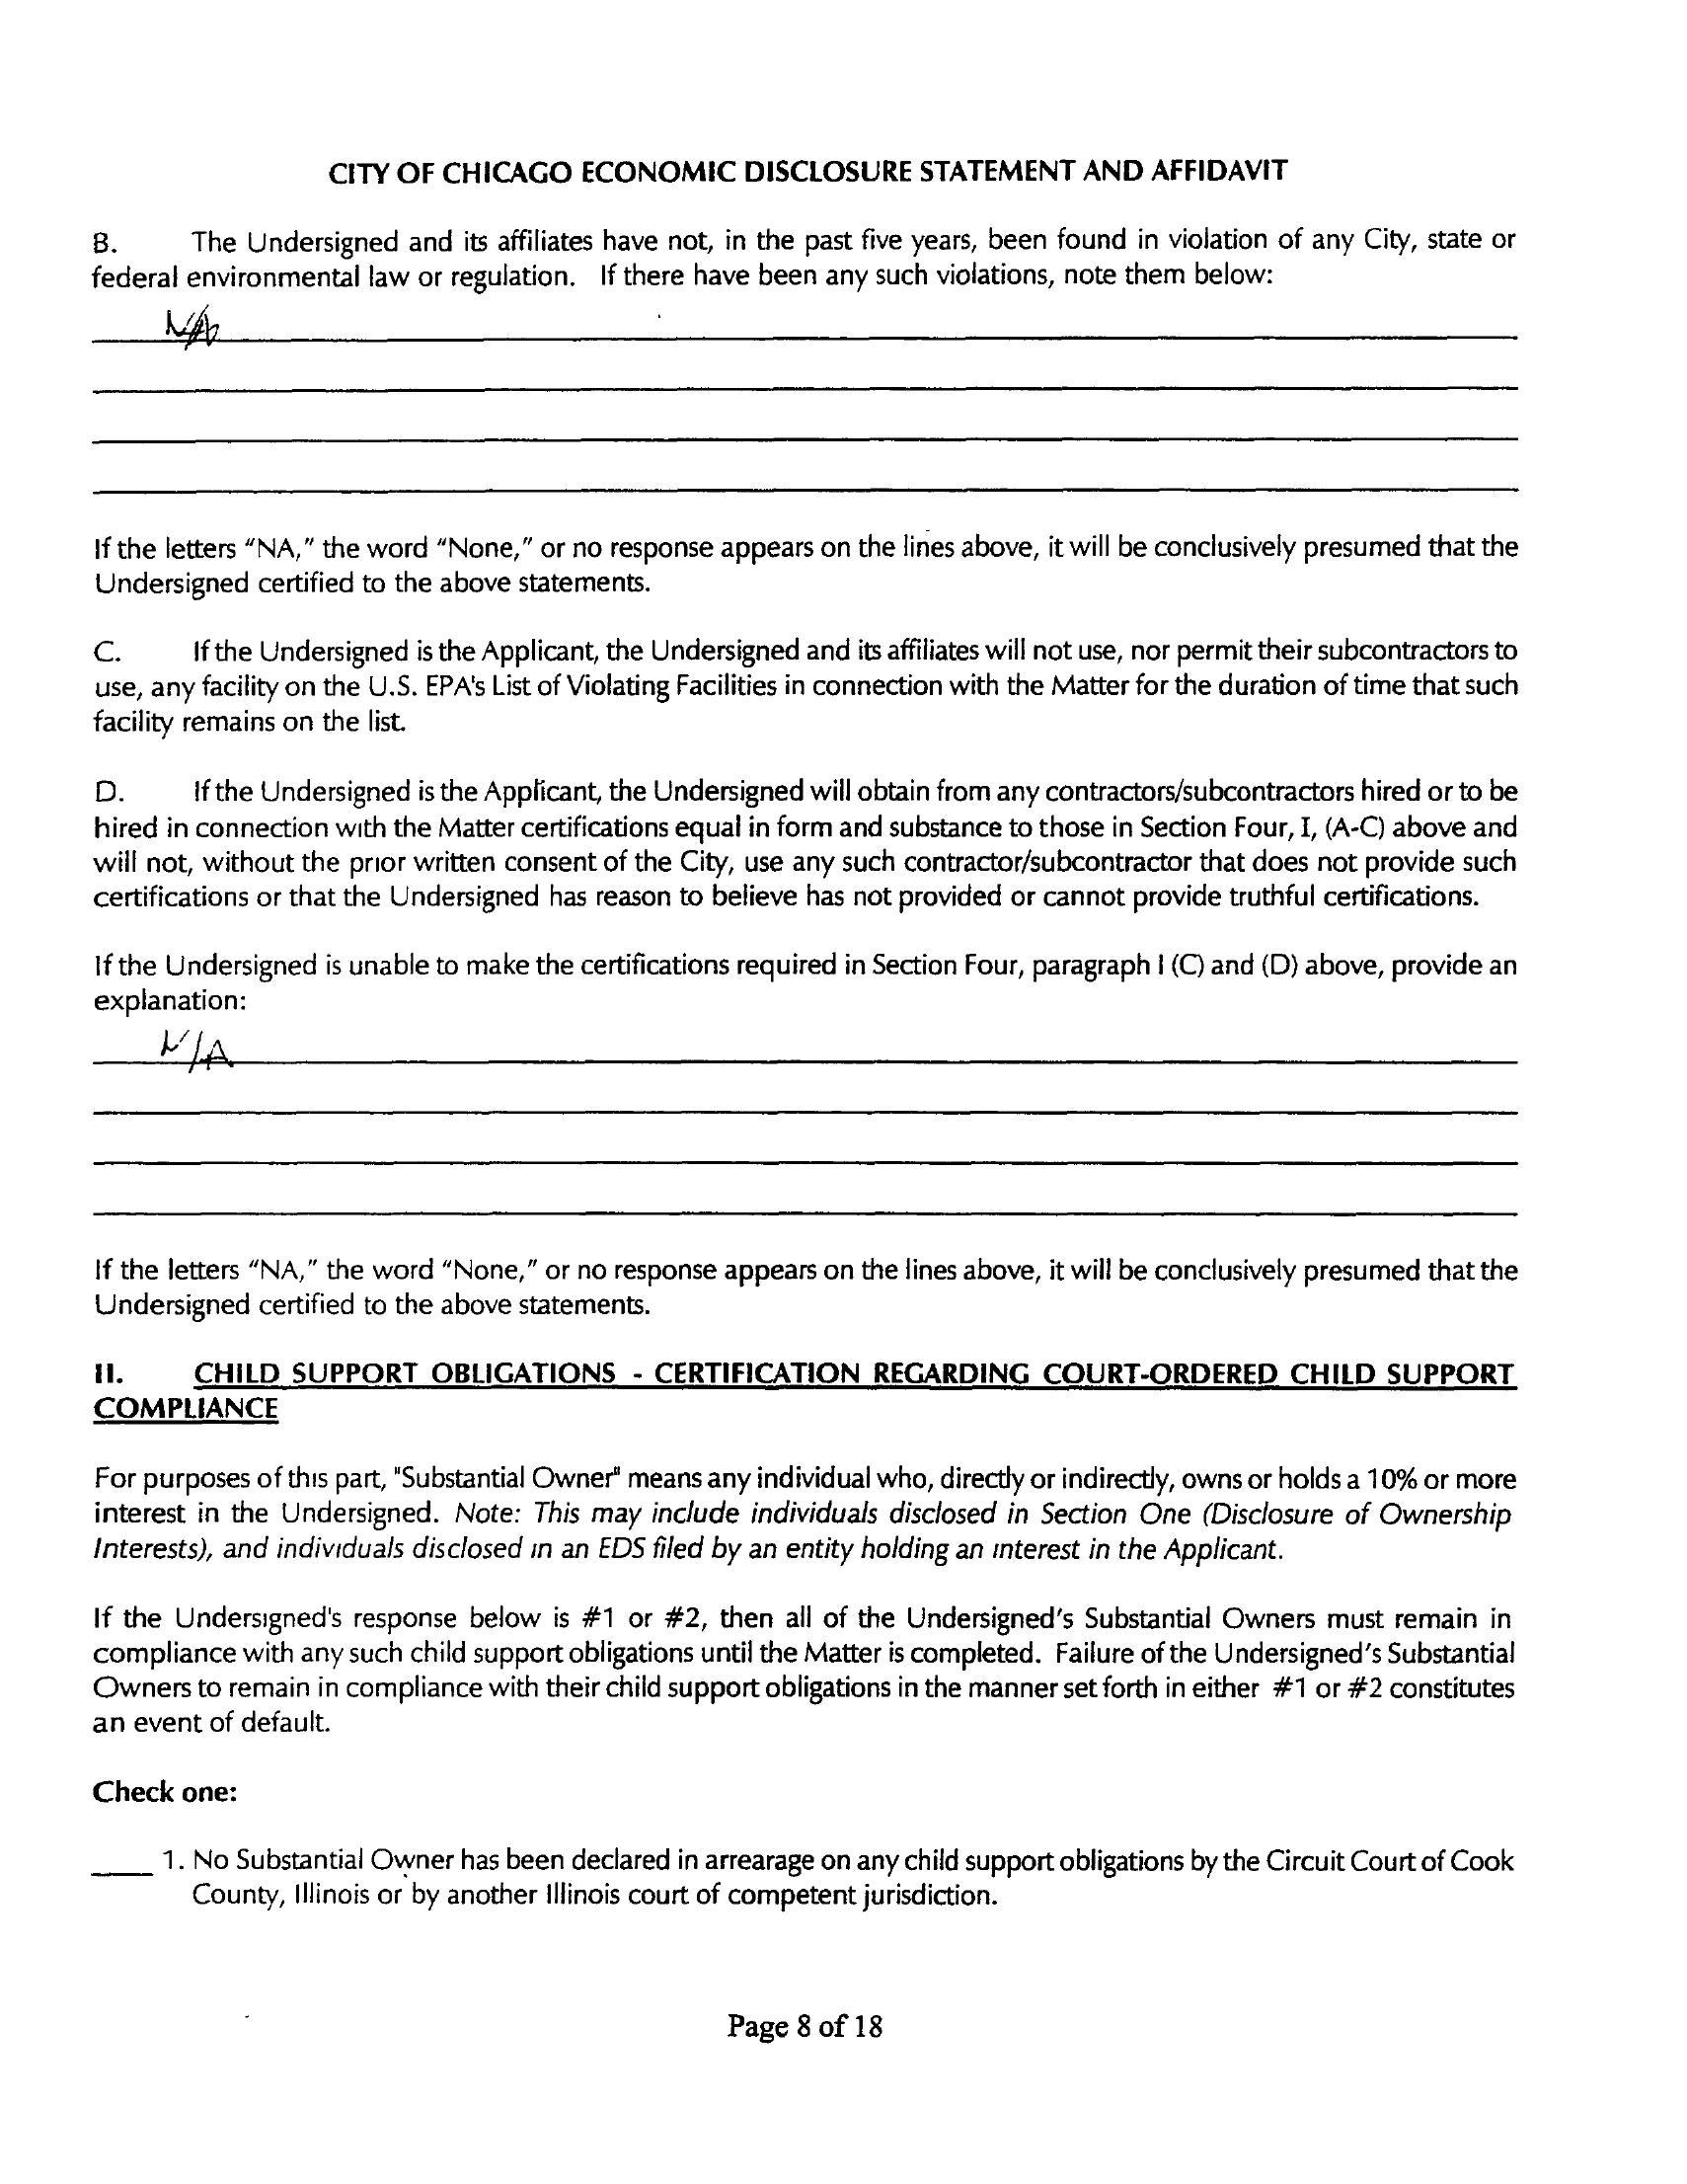 CITY OF CHICAGO ECONOMIC DISCLOSURE STATEMENT AND AFFIDAVIT
B. The Undersigned and its affiliates have not, in the past five years, been found in violation of any City, state or
federal environmental law or regulation. If there have been any such violations, note them below:
N/A
If the letters "NA," the word "None," or no response appears on the lines above, it will be conclusively presumed that the
Undersigned certified to the above statements.
C. If the Undersigned is the Applicant, the Undersigned and its affiliates will not use, nor permit their subcontractors to
use, any facility on the U.S. EPA's List of Violating Facilities in connection with the Matter for the duration of time that such
facility remains on the list.
D. If the Undersigned is the Applicant, the Undersigned will obtain from any contractors/subcontractors hired or to be
hired in connection with the Matter certifications equal in form and substance to those in Section Four, I, (A-C) above and
will not, without the prior written consent of the City, use any such contractor/subcontractor that does not provide such
certifications or that the Undersigned has reason to believe has not provided or cannot provide truthful certifications.
If the Undersigned is unable to make the certifications required in Section Four, paragraph I (C) and (D) above, provide an
explanation:
N/A
If the letters "NA," the word "None," or no response appears on the lines above, it will be conclusively presumed that the
Undersigned certified to the above statements.
II. CHILD SUPPORT OBLIGATIONS - CERTIFICATION REGARDING COURT-ORDERED CHILD SUPPORT
COMPLIANCE
For purposes of this part, "Substantial Owner" means any individual who, directly or indirectly, owns or holds a 10% or more
interest in the Undersigned. Note: This may include individuals disclosed in Section One (Disclosure of Ownership
Interests), and individuals disclosed in an EDS filed by an entity holding an interest in the Applicant.
If the Undersigned's response below is #1 or #2, then all of the Undersigned's Substantial Owners must remain in
compliance with any such child support obligations until the Matter is completed. Failure of the Undersigned's Substantial
Owners to remain in compliance with their child support obligations in the manner set forth in either #1 or #2 constitutes
an event of default.
Check one:
____ 1. No Substantial Owner has been declared in arrearage on any child support obligations by the Circuit Court of Cook
County, Illinois or by another Illinois court of competent jurisdiction.
Page 8 of 18